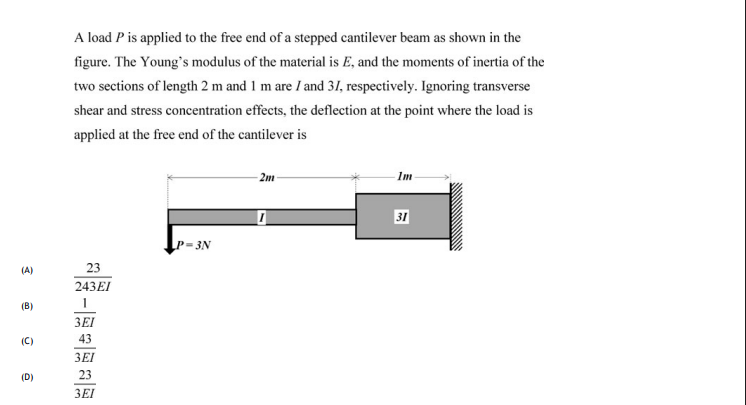 A load P is applied to the free end of a stepped cantilever beam as shown in the
figure. The Young's modulus of the material is E, and the moments of inertia of the
two sections of length 2 m and 1 m are I and 3I, respectively. Ignoring transverse
shear and stress concentration effects, the deflection at the point where the load is
applied at the free end of the cantilever is
2m
1m
I
3I
P= 3N
(A)
23
243EI
(B)
1
3EI
(C)
43
3EI
(D)
23
3EI